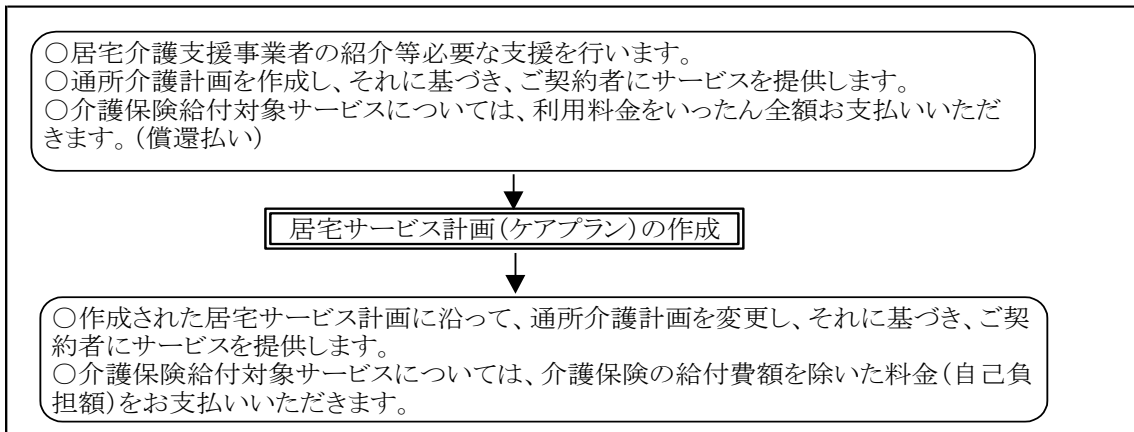 ○居宅介護支援事業者の紹介等必要な支援を行います。
○通所介護計画を作成し、それに基づき、ご契約者にサービスを提供します。
○介護保険給付対象サービスについては、利用料金をいったん全額お支払いいただ
きます。（償還払い）
居宅サービス計画（ケアプラン）の作成
○作成された居宅サービス計画に沿って、通所介護計画を変更し、それに基づき、ご契
約者にサービスを提供します。
○介護保険給付対象サービスについては、介護保険の給付費額を除いた料金（自己負
担額）をお支払いいただきます。